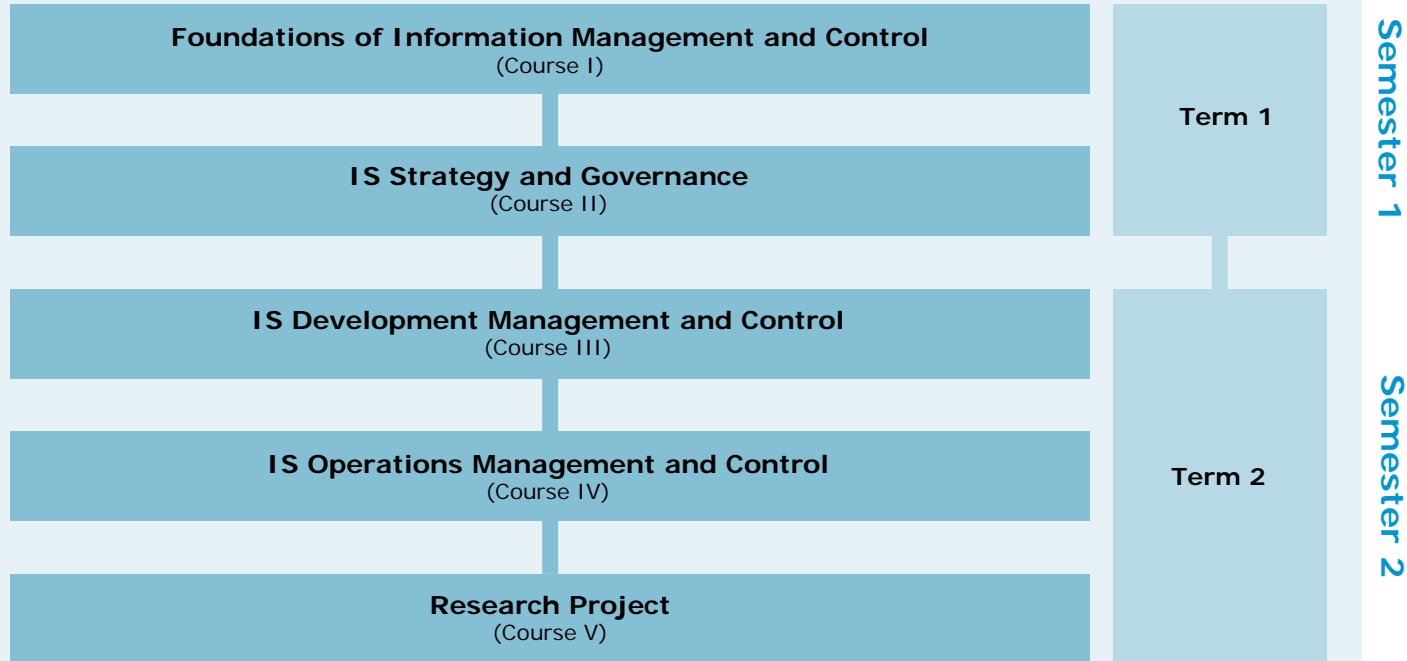 Foundations of Information Management and Control
(Course I)
Term 1
Semester 1
IS Strategy and Governance
(Course II)
IS Development Management and Control
(Course III)
IS Operations Management and Control
(Course IV)
Term 2
Semester 2
Research Project
(Course V)